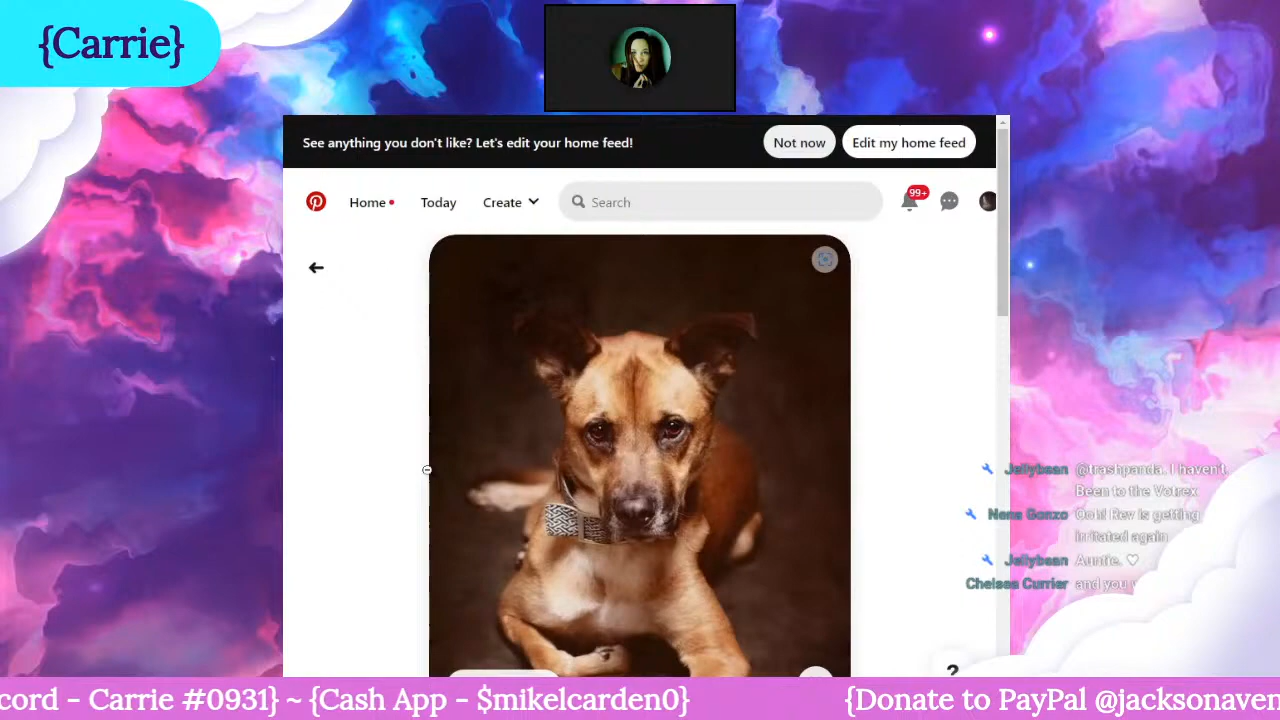 {Carrie}
See anything you don't like? Let's edit your home feed!
Not now
Edit my home feed
Home
Today
Create
Search
99+
Jellybean @trashpanda. I haven't
Been to the Votrex
Nana Gonzo Ooh! Rev is getting
irritated again
Jellybean Auntie. ♡
Chelsea Currier and you
?
cord - Carrie #0931} ~ {Cash App - $mikelcarden0}
{Donate to PayPal @jacksonaven